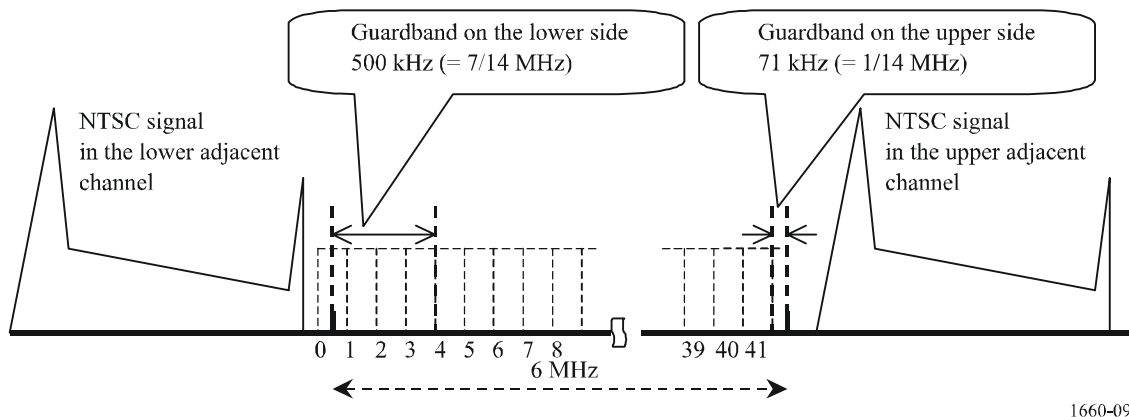 Guardband on the lower side
500 kHz (= 7/14 MHz)
Guardband on the upper side
71 kHz (= 1/14 MHz)
NTSC signal
in the lower adjacent
channel
NTSC signal
in the upper adjacent
channel
0 1 2 3 4 5 6 7 8 39 40 41
6 MHz
1660-09